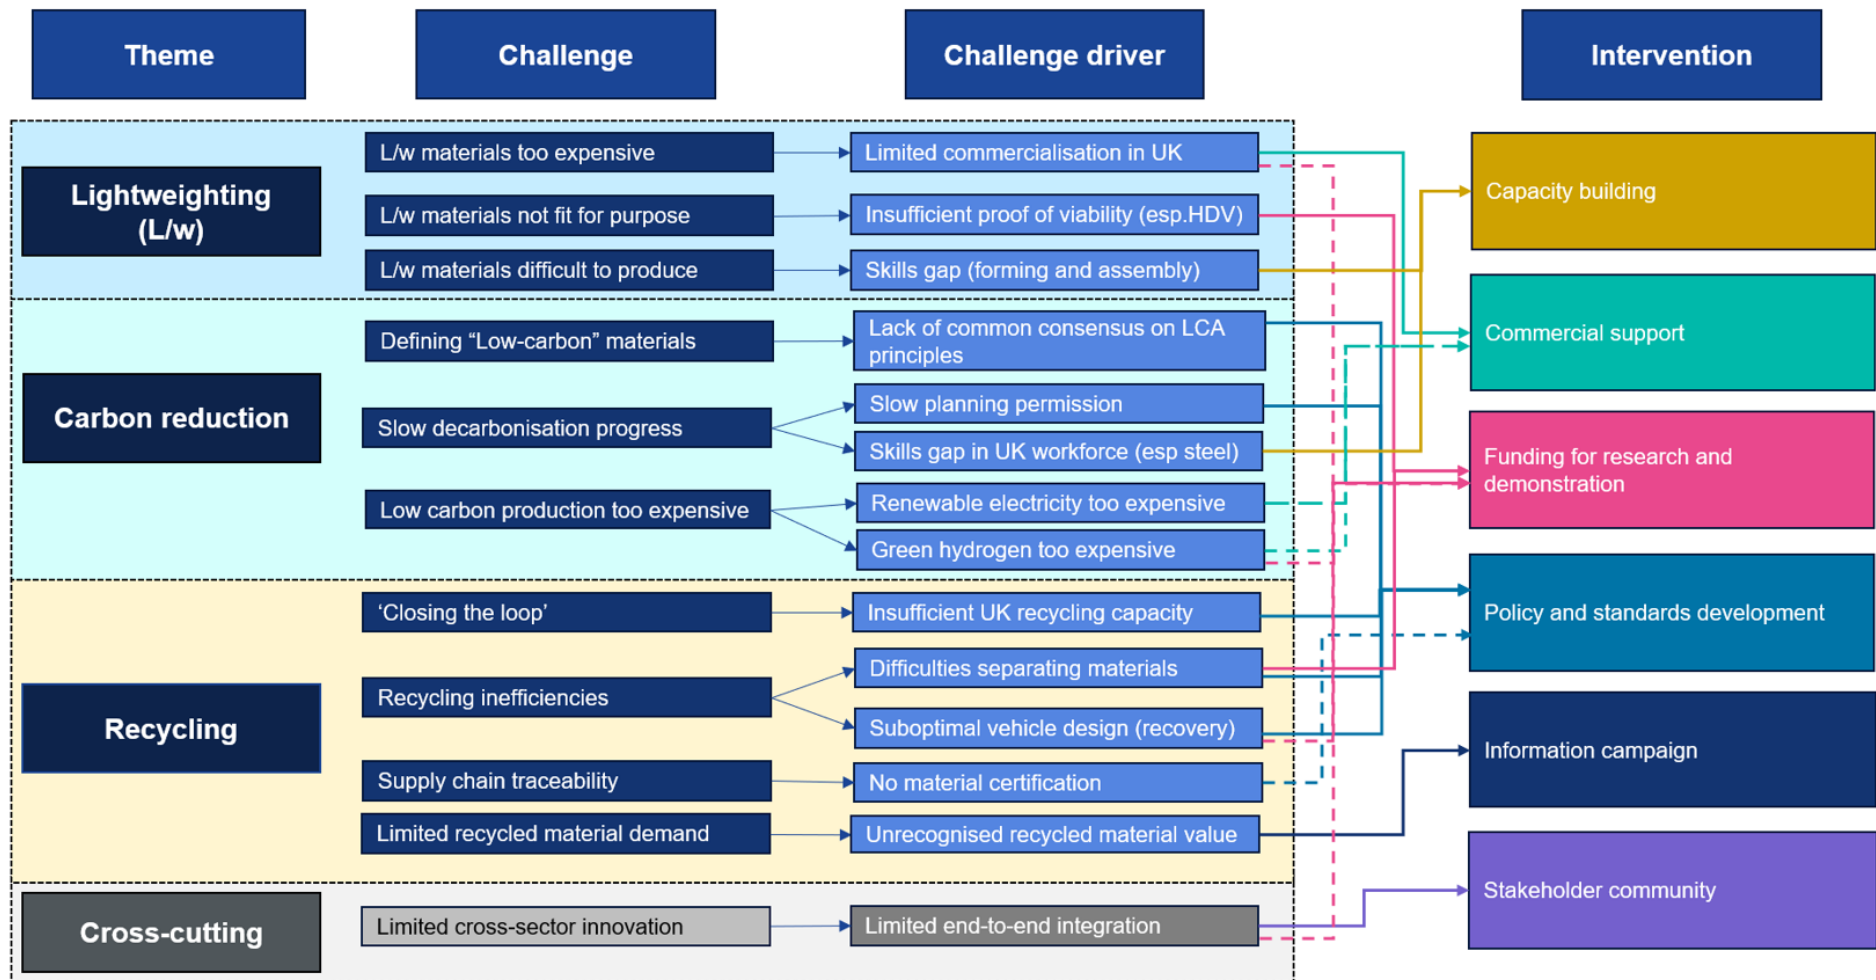 Theme
Challenge
Challenge driver
Intervention
Lightweighting
(L/w)
L/w materials too expensive
Limited commercialisation in UK
L/w materials not fit for purpose
Insufficient proof of viability (esp.HDV)
L/w materials difficult to produce
Skills gap (forming and assembly)
Carbon reduction
Defining “Low-carbon” materials
Lack of common consensus on LCA
principles
Slow decarbonisation progress
Slow planning permission
Skills gap in UK workforce (esp steel)
Low carbon production too expensive
Renewable electricity too expensive
Green hydrogen too expensive
Recycling
‘Closing the loop’
Insufficient UK recycling capacity
Recycling inefficiencies
Difficulties separating materials
Suboptimal vehicle design (recovery)
Supply chain traceability
No material certification
Limited recycled material demand
Unrecognised recycled material value
Cross-cutting
Limited cross-sector innovation
Limited end-to-end integration
Capacity building
Commercial support
Funding for research and
demonstration
Policy and standards development
Information campaign
Stakeholder community